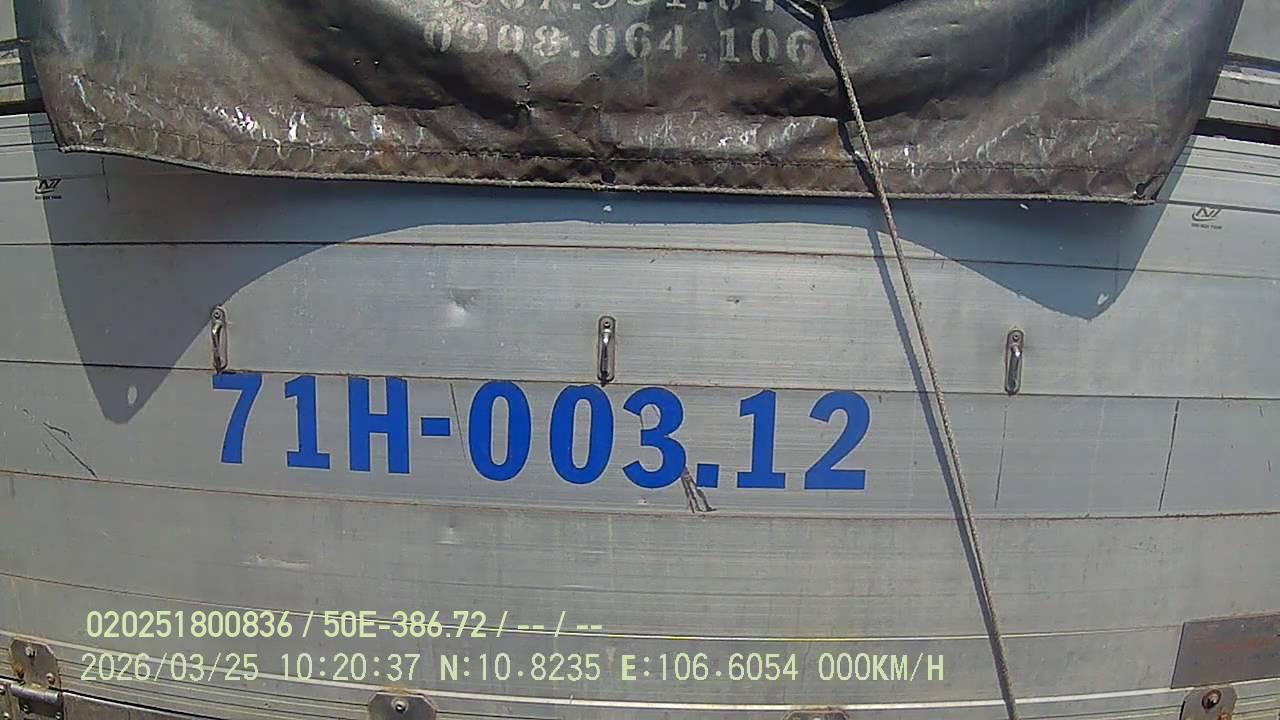 0908.064.106
71H-003.12
020251800836 / 50E-386.72 / -- / --
2026/03/25 10:20:37 N:10.8235 E:106.6054 000KM/H